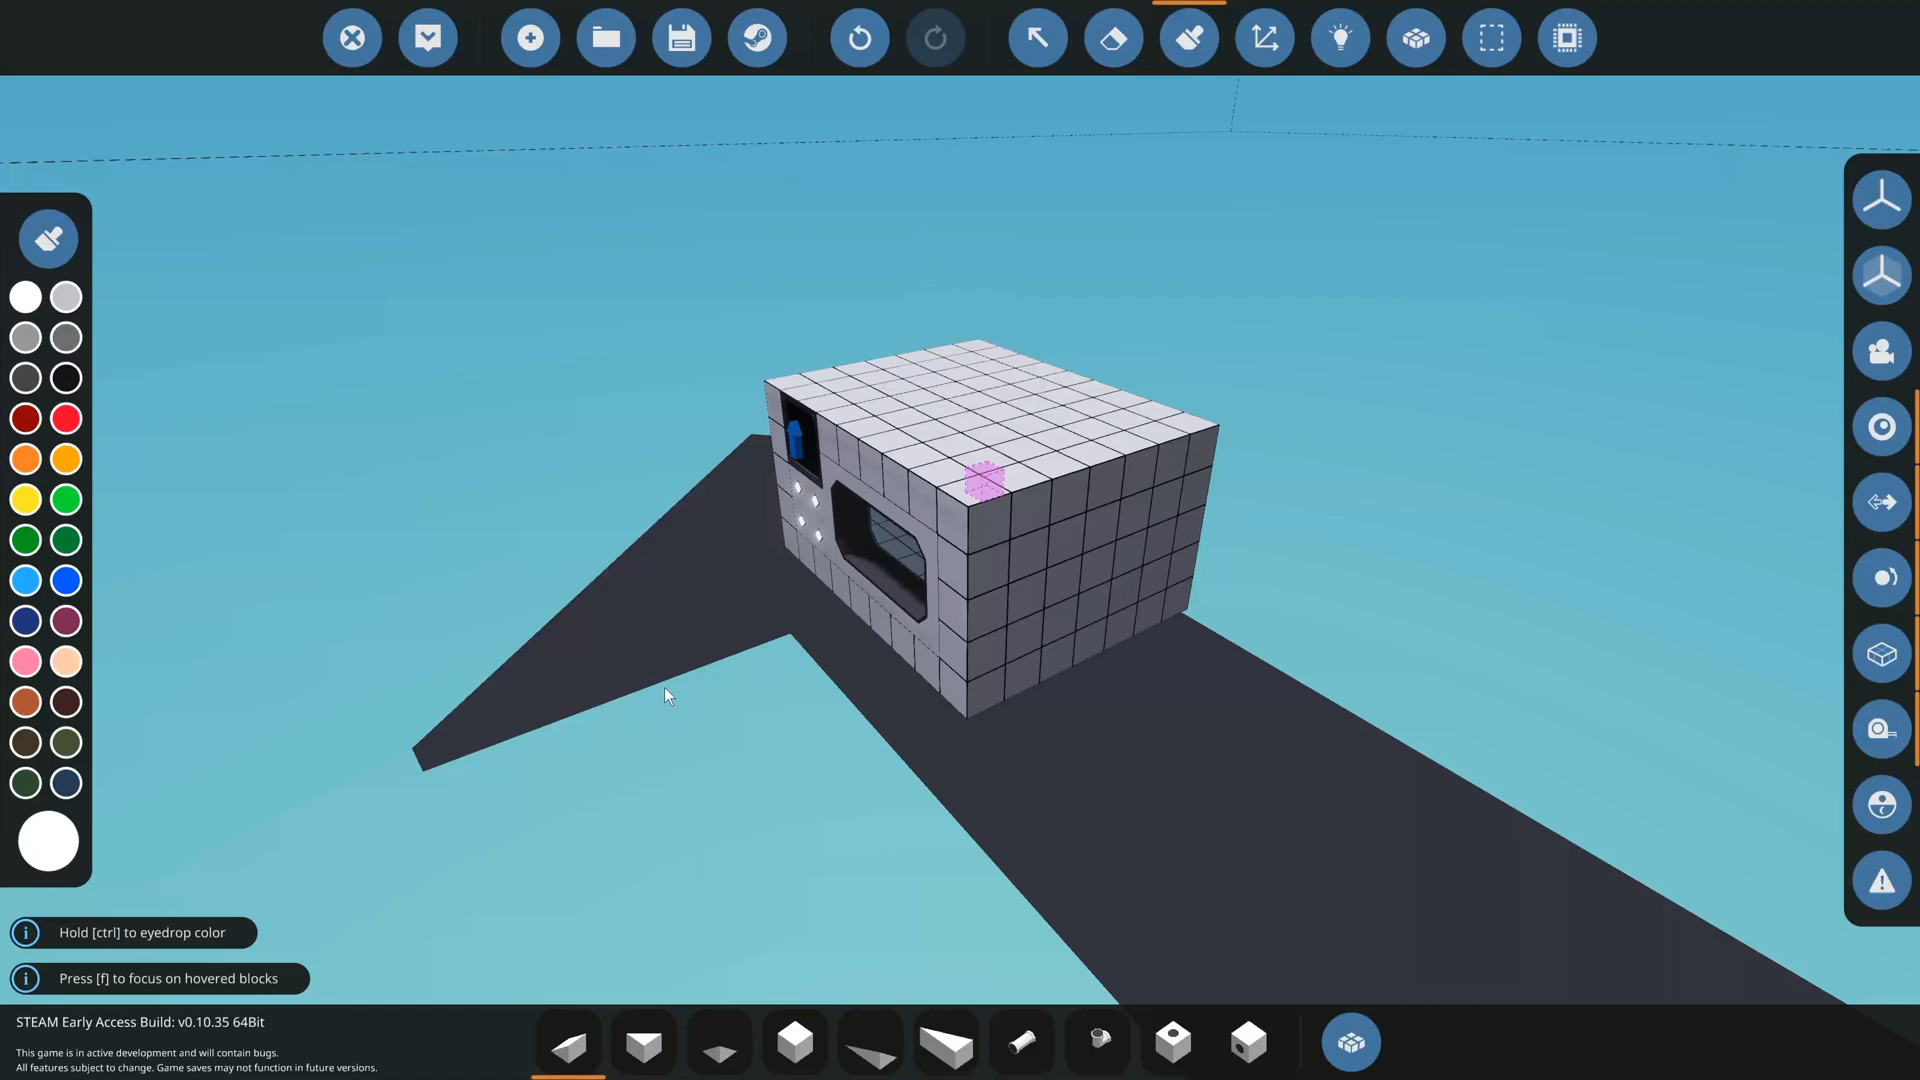 Hold [ctrl] to eyedrop color
Press [f] to focus on hovered blocks
STEAM Early Access Build: v0.10.35 64Bit
This game is in active development and will contain bugs.
All features subject to change. Game saves may not function in future versions.